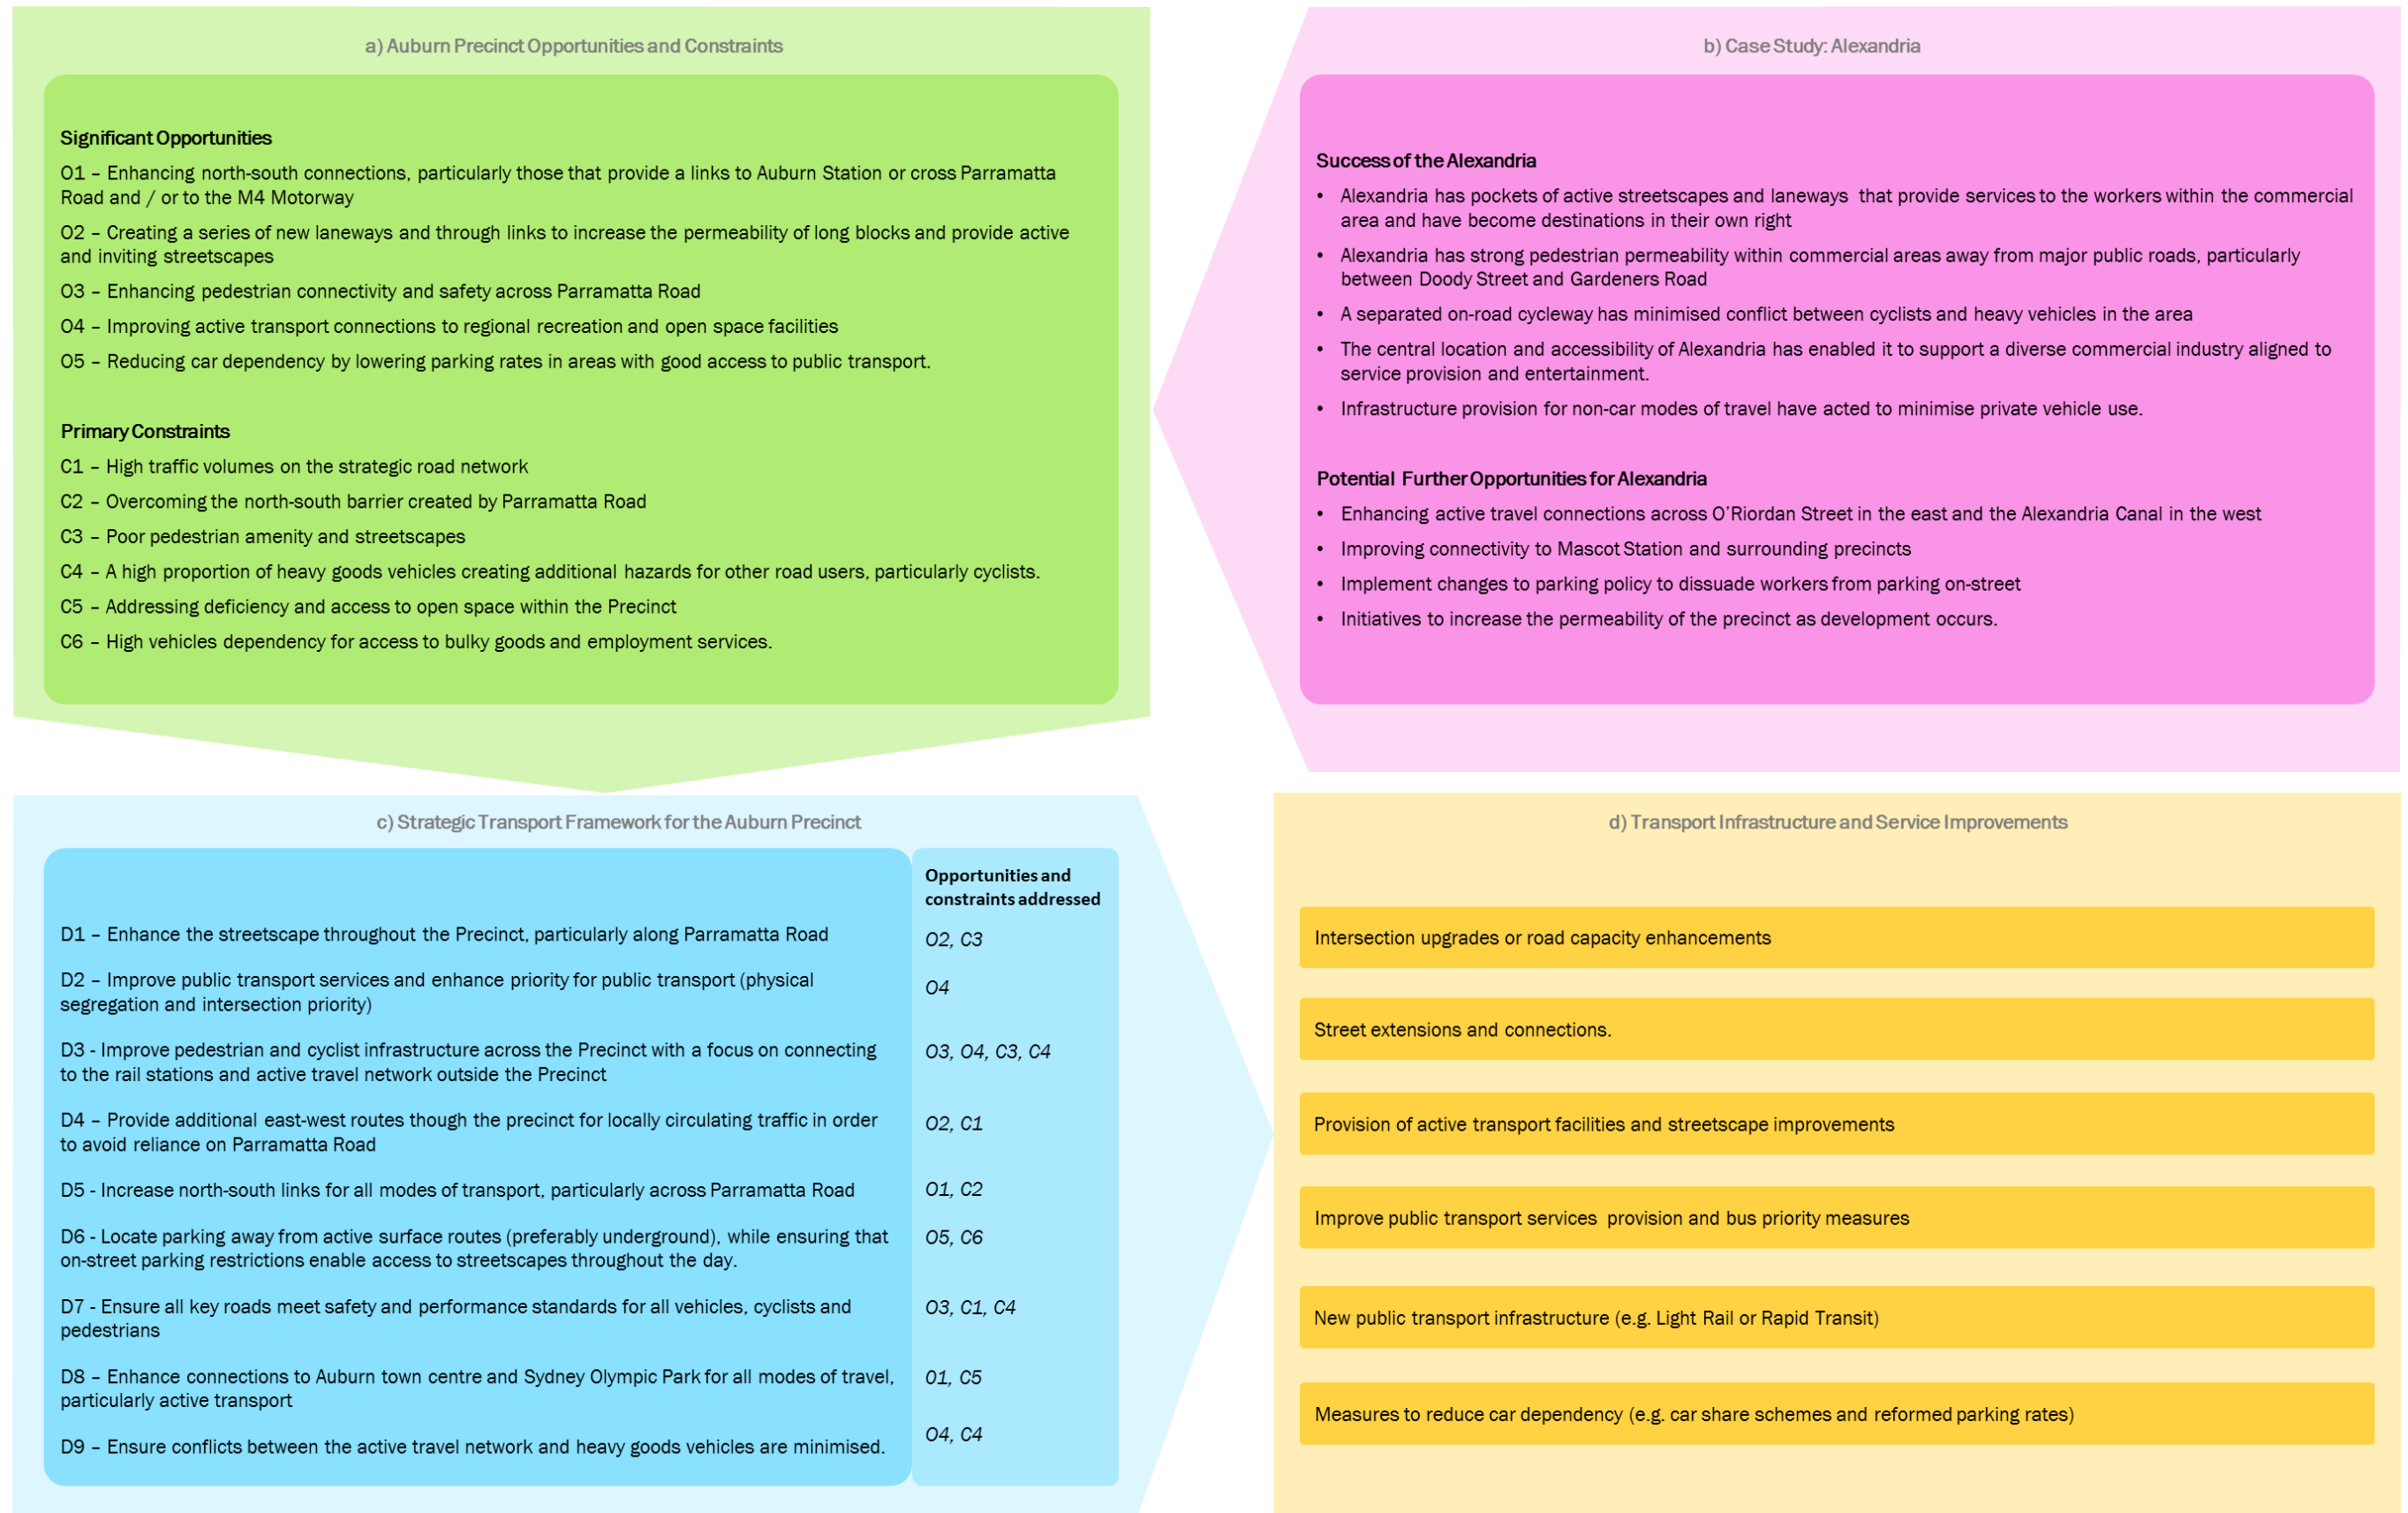 a) Auburn Precinct Opportunities and Constraints
Significant Opportunities
O1 – Enhancing north-south connections, particularly those that provide a links to Auburn Station or cross Parramatta
Road and / or to the M4 Motorway
O2 – Creating a series of new laneways and through links to increase the permeability of long blocks and provide active
and inviting streetscapes
O3 – Enhancing pedestrian connectivity and safety across Parramatta Road
O4 – Improving active transport connections to regional recreation and open space facilities
O5 – Reducing car dependency by lowering parking rates in areas with good access to public transport.
Primary Constraints
C1 – High traffic volumes on the strategic road network
C2 – Overcoming the north-south barrier created by Parramatta Road
C3 – Poor pedestrian amenity and streetscapes
C4 – A high proportion of heavy goods vehicles creating additional hazards for other road users, particularly cyclists.
C5 – Addressing deficiency and access to open space within the Precinct
C6 – High vehicles dependency for access to bulky goods and employment services.
b) Case Study: Alexandria
Success of the Alexandria
• Alexandria has pockets of active streetscapes and laneways that provide services to the workers within the commercial
area and have become destinations in their own right
• Alexandria has strong pedestrian permeability within commercial areas away from major public roads, particularly
between Doody Street and Gardeners Road
• A separated on-road cycleway has minimised conflict between cyclists and heavy vehicles in the area
• The central location and accessibility of Alexandria has enabled it to support a diverse commercial industry aligned to
service provision and entertainment.
• Infrastructure provision for non-car modes of travel have acted to minimise private vehicle use.
Potential Further Opportunities for Alexandria
• Enhancing active travel connections across O'Riordan Street in the east and the Alexandria Canal in the west
• Improving connectivity to Mascot Station and surrounding precincts
• Implement changes to parking policy to dissuade workers from parking on-street
• Initiatives to increase the permeability of the precinct as development occurs.
c) Strategic Transport Framework for the Auburn Precinct
Opportunities and
constraints addressed
D1 – Enhance the streetscape throughout the Precinct, particularly along Parramatta Road
O2, C3
D2 – Improve public transport services and enhance priority for public transport (physical
segregation and intersection priority)
O4
D3 - Improve pedestrian and cyclist infrastructure across the Precinct with a focus on connecting
to the rail stations and active travel network outside the Precinct
O3, O4, C3, C4
D4 – Provide additional east-west routes though the precinct for locally circulating traffic in order
to avoid reliance on Parramatta Road
O2, C1
D5 - Increase north-south links for all modes of transport, particularly across Parramatta Road
O1, C2
D6 - Locate parking away from active surface routes (preferably underground), while ensuring that
on-street parking restrictions enable access to streetscapes throughout the day.
O5, C6
D7 - Ensure all key roads meet safety and performance standards for all vehicles, cyclists and
pedestrians
O3, C1, C4
D8 – Enhance connections to Auburn town centre and Sydney Olympic Park for all modes of travel,
particularly active transport
01, C5
D9 – Ensure conflicts between the active travel network and heavy goods vehicles are minimised.
O4, C4
d) Transport Infrastructure and Service Improvements
Intersection upgrades or road capacity enhancements
Street extensions and connections.
Provision of active transport facilities and streetscape improvements
Improve public transport services provision and bus priority measures
New public transport infrastructure (e.g. Light Rail or Rapid Transit)
Measures to reduce car dependency (e.g. car share schemes and reformed parking rates)